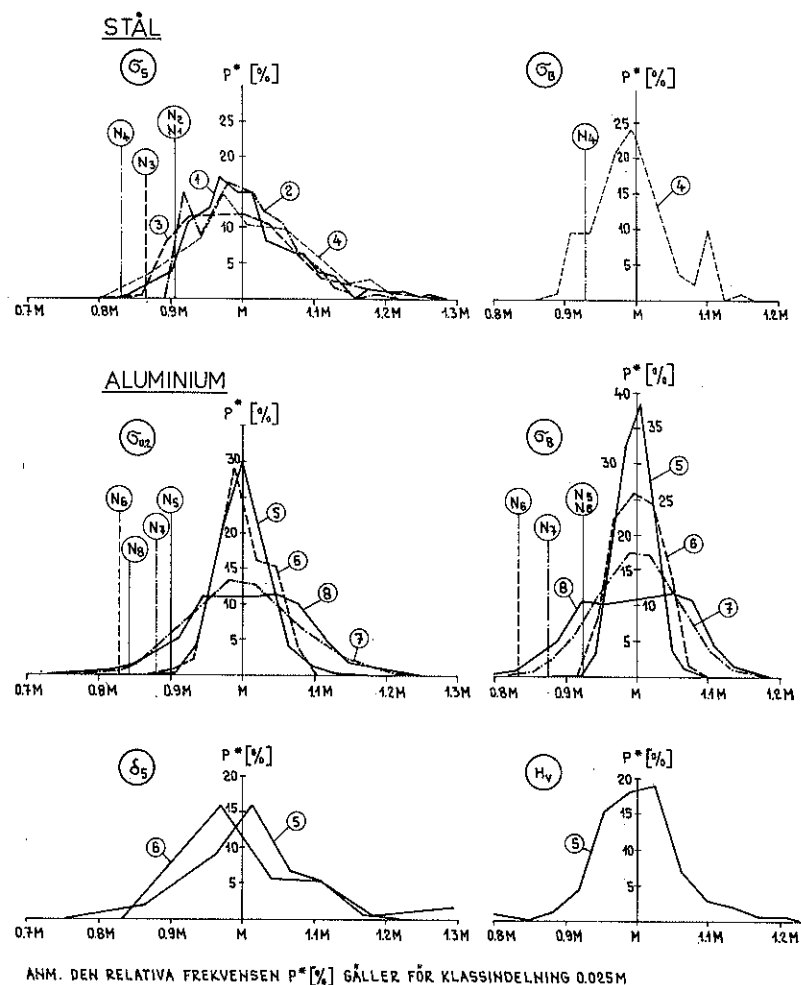 STÅL
σS
P* [%]
σB
P* [%]
N4
N3
N2
N1
25
20
15
10
5
1
2
3
4
N4
25
20
15
10
5
4
0.7M 0.8M 0.9M M 1.1M 1.2M 1.3M
0.8M 0.9M M 1.1M 1.2M
ALUMINIUM
σ0.2
P* [%]
σB
P* [%]
N6
N8
N7
N5
30
20
15
10
5
5
6
8
7
N6
N7
N5
N8
40
35
30
25
20
15
10
5
5
6
7
8
0.7M 0.8M 0.9M M 1.1M 1.2M 1.3M
0.8M 0.9M M 1.1M 1.2M
δ5
P* [%]
HV
P* [%]
20
15
10
5
6
5
20
15
10
5
5
0.7M 0.8M 0.9M M 1.1M 1.2M 1.3M
0.8M 0.9M M 1.1M 1.2M
ANM. DEN RELATIVA FREKVENSEN P* [%] GÄLLER FÖR KLASSINDELNING 0.025M